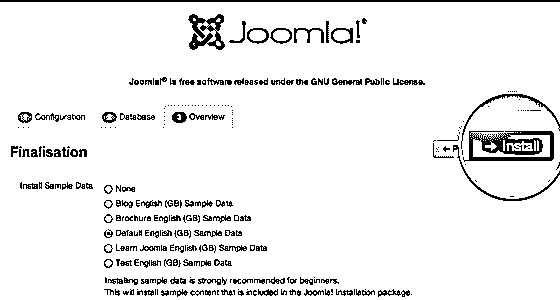 Joomla!®
Joomla!® is free software released under the GNU General Public License.
Configuration
Database
3 Overview
Finalisation
← P
→ Install
Install Sample Data
None
Blog English (GB) Sample Data
Brochure English (GB) Sample Data
Default English (GB) Sample Data
Learn Joomla English (GB) Sample Data
Test English (GB) Sample Data
Installing sample data is strongly recommended for beginners.
This will install sample content that is included in the Joomla! installation package.